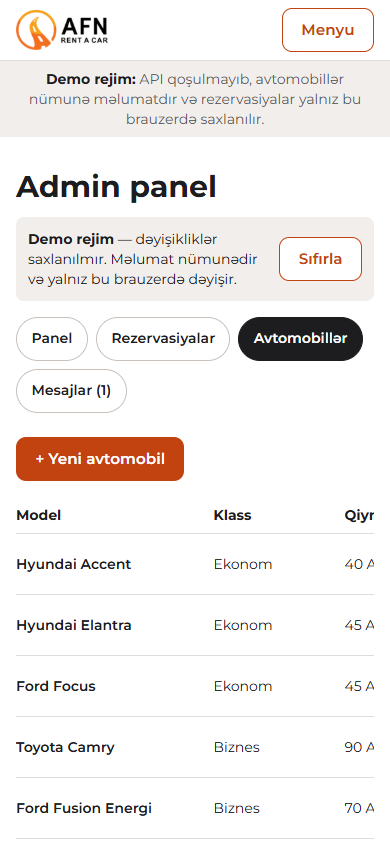 AFN
RENT A CAR
Menyu
Demo rejim: API qoşulmayıb, avtomobillər
nümunə məlumatdır və rezervasiyalar yalnız bu
brauzerdə saxlanılır.
Admin panel
Demo rejim — dəyişikliklər
saxlanılmır. Məlumat nümunədir
və yalnız bu brauzerdə dəyişir.
Sıfırla
Panel
Rezervasiyalar
Avtomobillər
Mesajlar (1)
+ Yeni avtomobil
Model Klass Qiyr
Hyundai Accent Ekonom 40 A
Hyundai Elantra Ekonom 45 A
Ford Focus Ekonom 45 A
Toyota Camry Biznes 90 A
Ford Fusion Energi Biznes 70 A